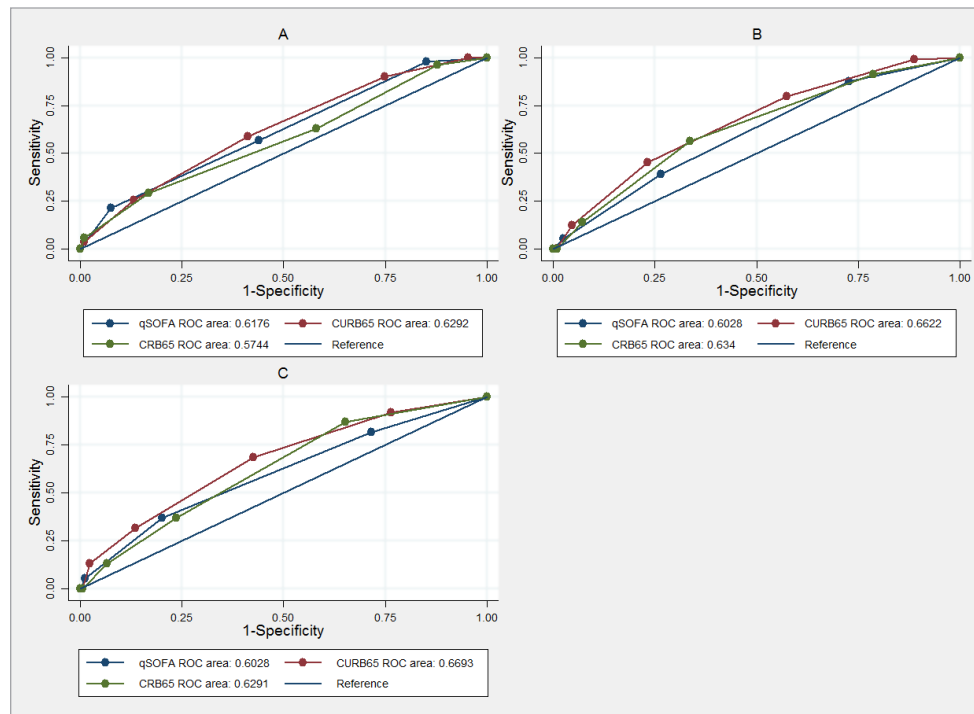 A
Sensitivity
1.00
0.75
0.50
0.25
0.00
0.00 0.25 0.50 0.75 1.00
1-Specificity
qSOFA ROC area: 0.6176 CURB65 ROC area: 0.6292
CRB65 ROC area: 0.5744 Reference
B
Sensitivity
1.00
0.75
0.50
0.25
0.00
0.00 0.25 0.50 0.75 1.00
1-Specificity
qSOFA ROC area: 0.6028 CURB65 ROC area: 0.6622
CRB65 ROC area: 0.634 Reference
C
Sensitivity
1.00
0.75
0.50
0.25
0.00
0.00 0.25 0.50 0.75 1.00
1-Specificity
qSOFA ROC area: 0.6028 CURB65 ROC area: 0.6693
CRB65 ROC area: 0.6291 Reference